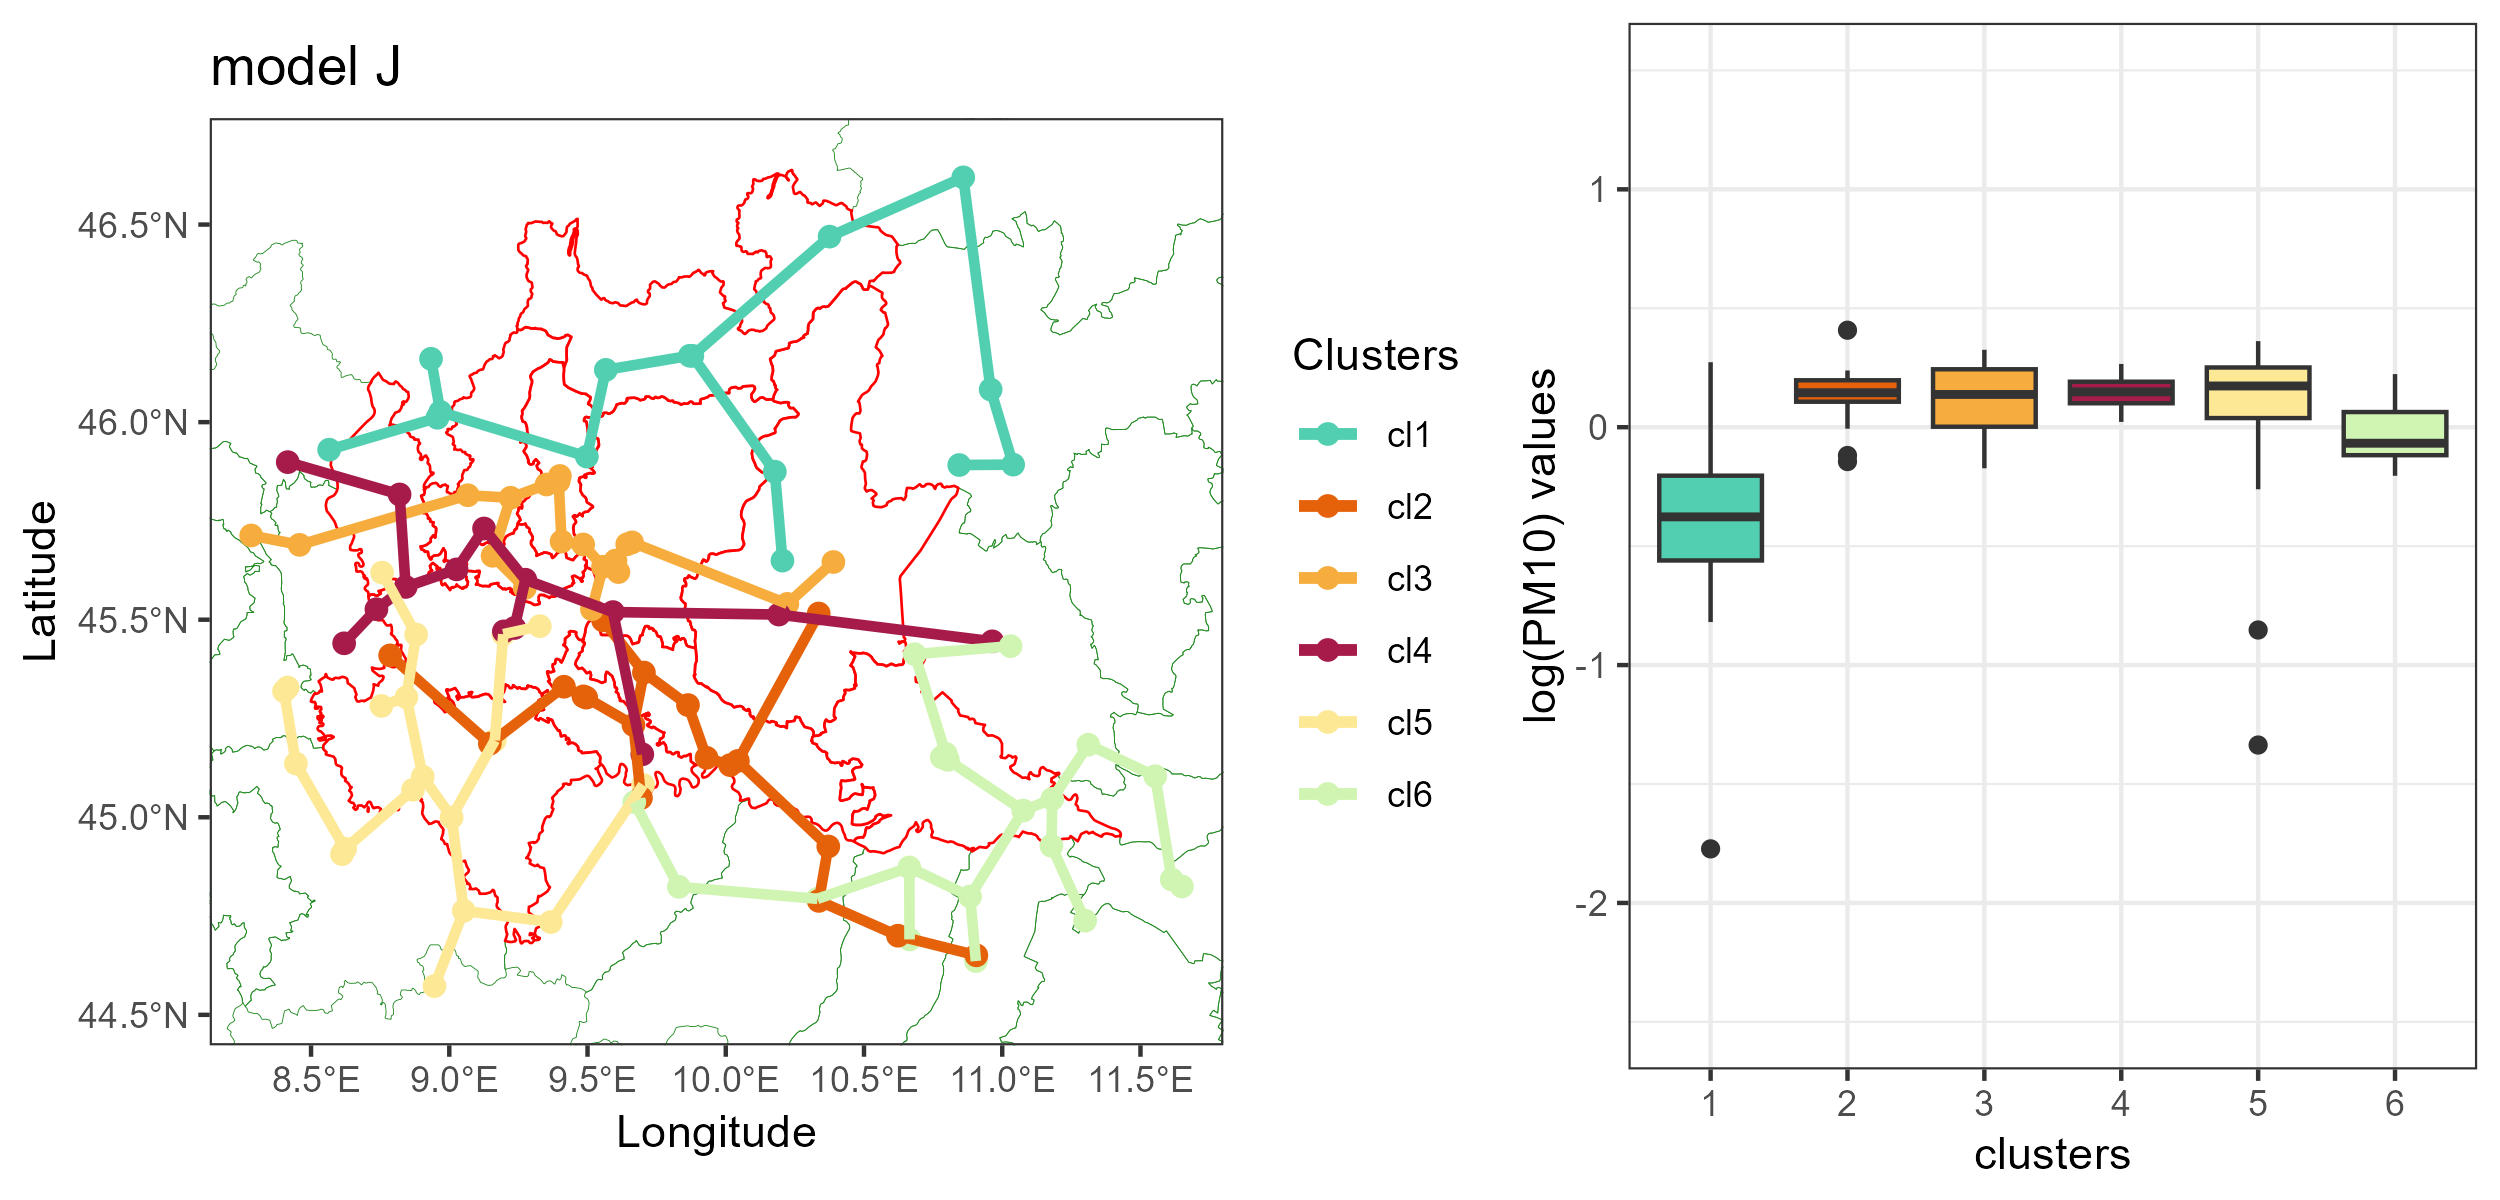 model J
46.5°N
46.0°N
45.5°N
45.0°N
44.5°N
Latitude
8.5°E 9.0°E 9.5°E 10.0°E 10.5°E 11.0°E 11.5°E
Longitude
Clusters
cl1
cl2
cl3
cl4
cl5
cl6
1
0
-1
-2
log(PM10) values
1 2 3 4 5 6
clusters